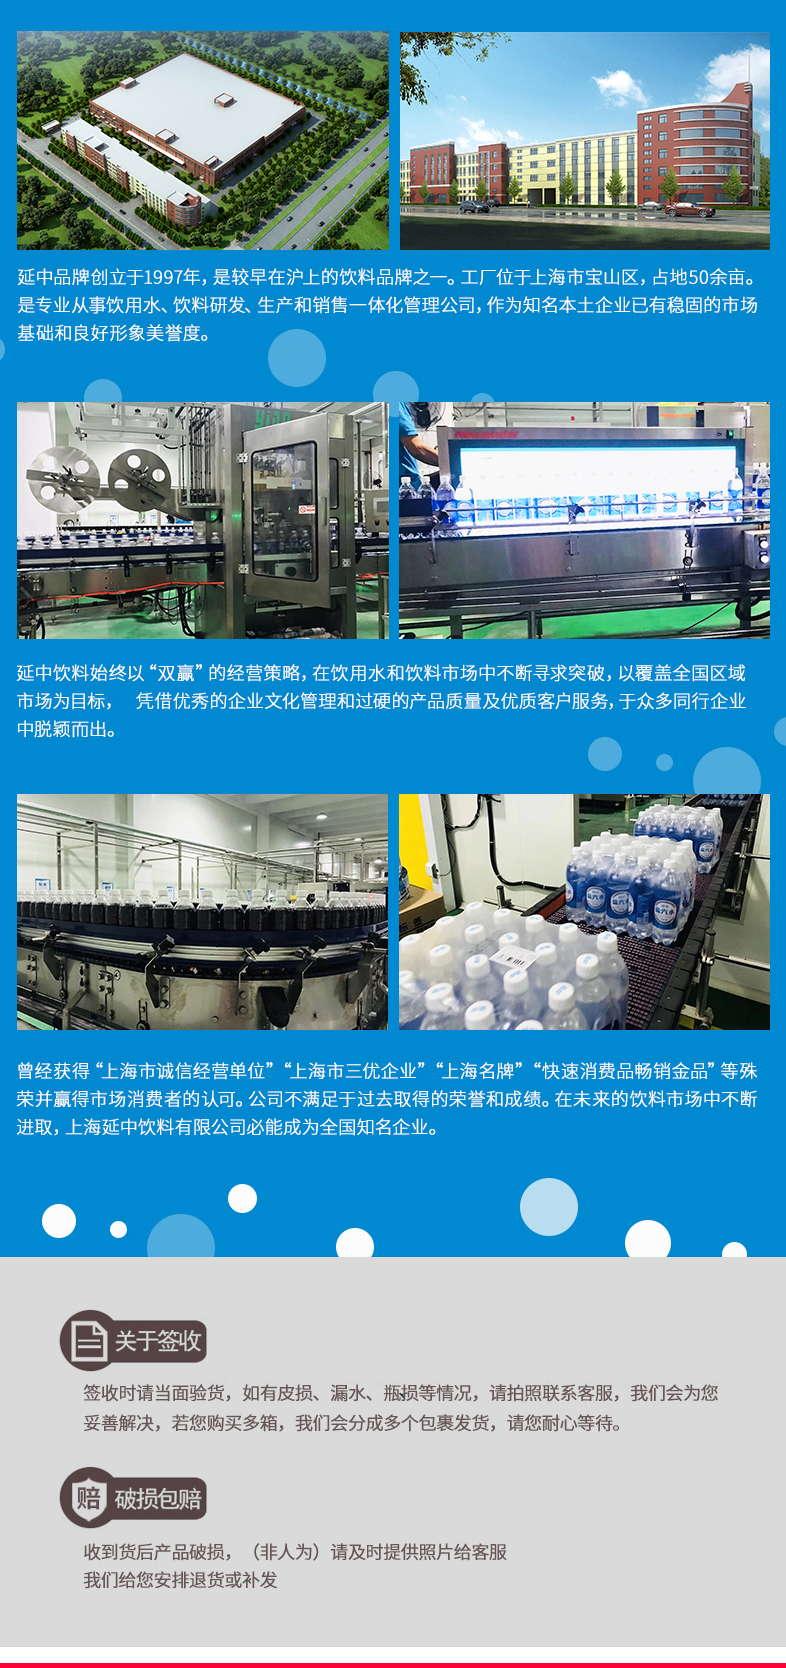 延中品牌创立于1997年，是较早在沪上的饮料品牌之一。工厂位于上海市宝山区，占地50余亩。
是专业从事饮用水、饮料研发、生产和销售一体化管理公司，作为知名本土企业已有稳固的市场
基础和良好形象美誉度。
延中饮料始终以“双赢”的经营策略，在饮用水和饮料市场中不断寻求突破，以覆盖全国区域
市场为目标， 凭借优秀的企业文化管理和过硬的产品质量及优质客户服务，于众多同行企业
中脱颖而出。
盐汽水
盐汽水
曾经获得“上海市诚信经营单位”“上海市三优企业”“上海名牌”“快速消费品畅销金品”等殊
荣并赢得市场消费者的认可。公司不满足于过去取得的荣誉和成绩。在未来的饮料市场中不断
进取，上海延中饮料有限公司必能成为全国知名企业。
关于签收
签收时请当面验货，如有皮损、漏水、瓶损等情况，请拍照联系客服，我们会为您
妥善解决，若您购买多箱，我们会分成多个包裹发货，请您耐心等待。
赔 破损包赔
收到货后产品破损，（非人为）请及时提供照片给客服
我们给您安排退货或补发